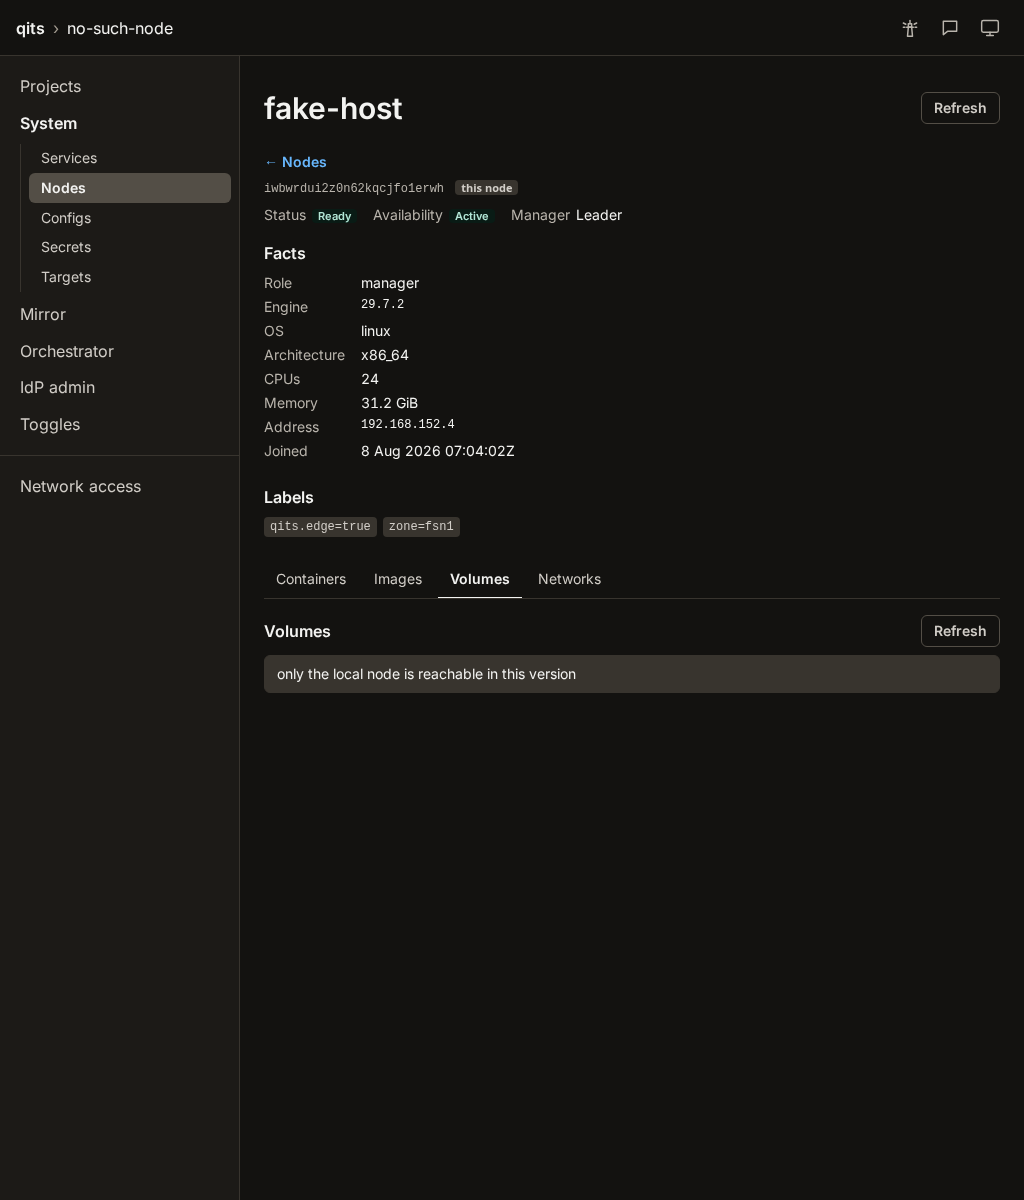 qits › no-such-node
Projects
System
Services
Nodes
Configs
Secrets
Targets
Mirror
Orchestrator
IdP admin
Toggles
Network access
fake-host
Refresh
← Nodes
iwbwrdui2z0n62kqcjfo1erwh this node
Status Ready Availability Active Manager Leader
Facts
Role manager
Engine 29.7.2
OS linux
Architecture x86_64
CPUs 24
Memory 31.2 GiB
Address 192.168.152.4
Joined 8 Aug 2026 07:04:02Z
Labels
qits.edge=true zone=fsn1
Containers Images Volumes Networks
Volumes
Refresh
only the local node is reachable in this version